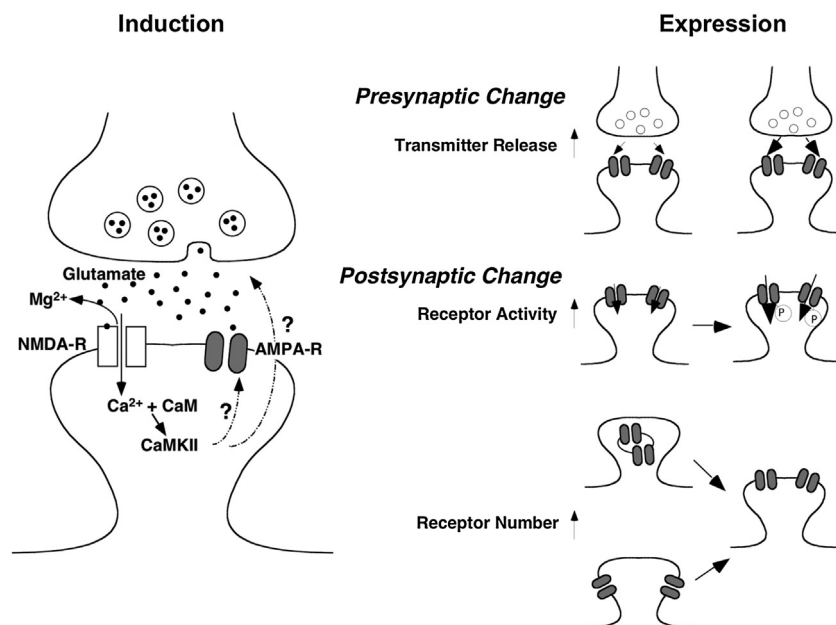 Induction
Expression
Presynaptic Change
Transmitter Release
Glutamate
Mg2+
NMDA-R
AMPA-R
?
?
Ca2+ + CaM
CaMKII
Postsynaptic Change
Receptor Activity
P
P
Receptor Number